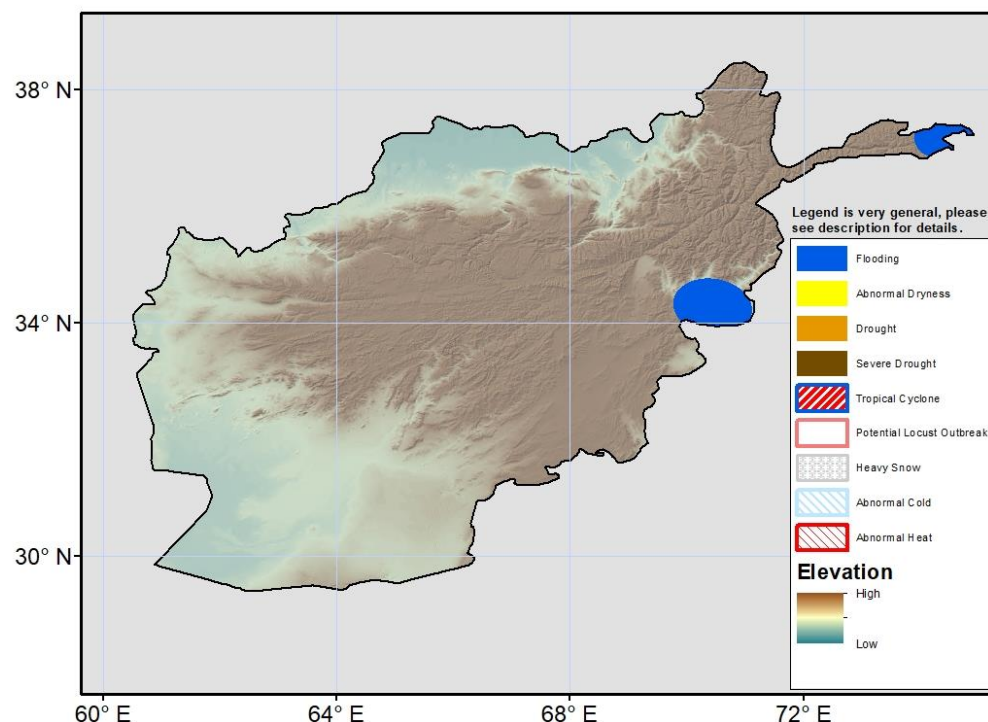 38° N
34° N
30° N
60° E
64° E
68° E
72° E
Legend is very general, please
see description for details.
Flooding
Abnormal Dryness
Drought
Severe Drought
Tropical Cyclone
Potential Locust Outbreak
Heavy Snow
Abnormal Cold
Abnormal Heat
Elevation
High
Low